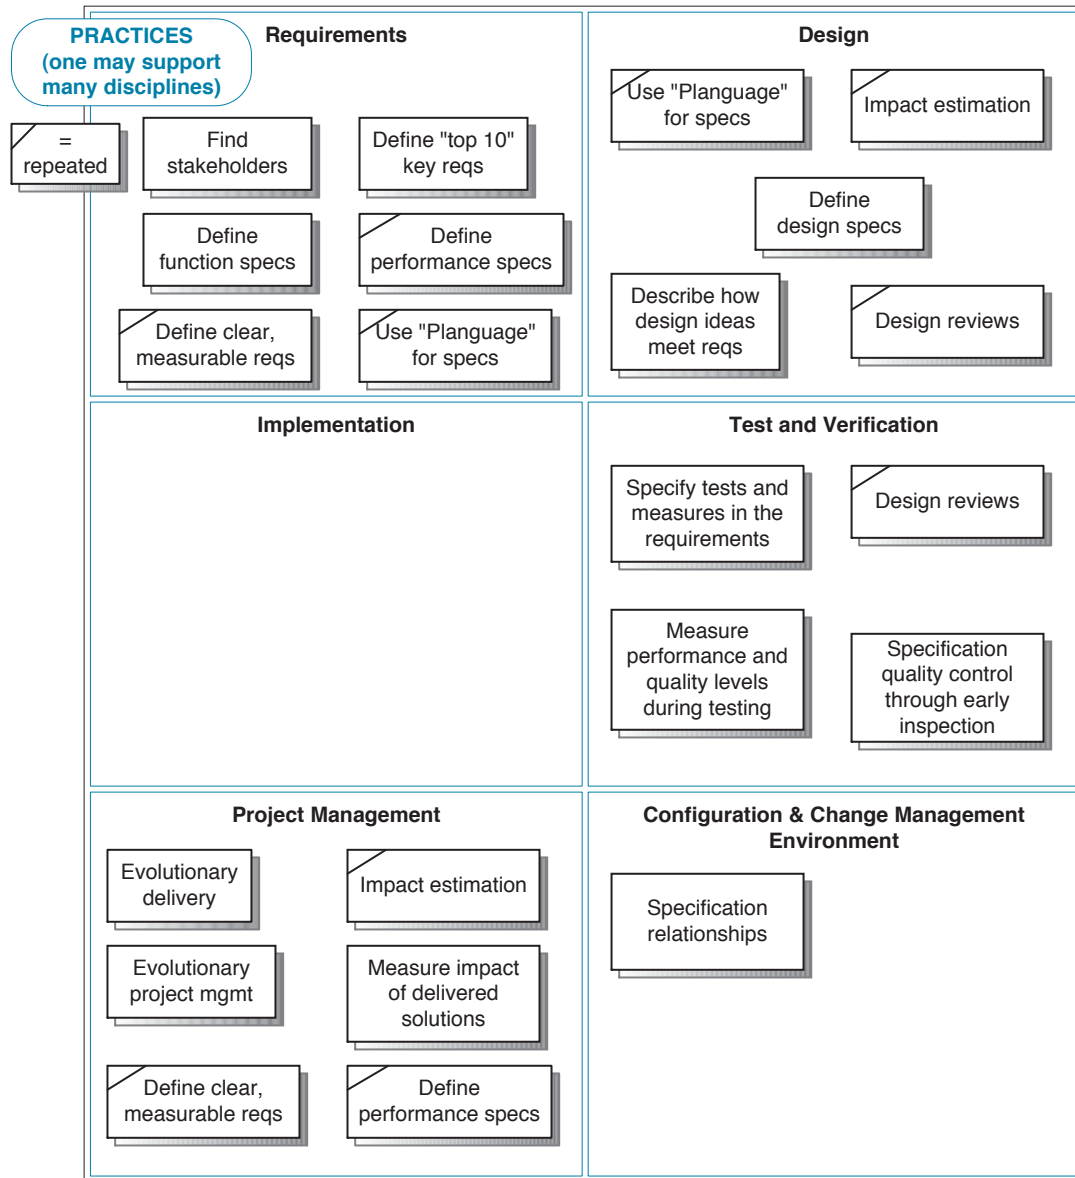 PRACTICES
(one may support
many disciplines)
=
repeated
Requirements
Find
stakeholders
Define "top 10"
key reqs
Define
function specs
Define
performance specs
Define clear,
measurable reqs
Use "Planguage"
for specs
Design
Use "Planguage"
for specs
Impact estimation
Define
design specs
Describe how
design ideas
meet reqs
Design reviews
Implementation
Test and Verification
Specify tests and
measures in the
requirements
Design reviews
Measure
performance and
quality levels
during testing
Specification
quality control
through early
inspection
Project Management
Evolutionary
delivery
Impact estimation
Evolutionary
project mgmt
Measure impact
of delivered
solutions
Define clear,
measurable reqs
Define
performance specs
Configuration & Change Management
Environment
Specification
relationships